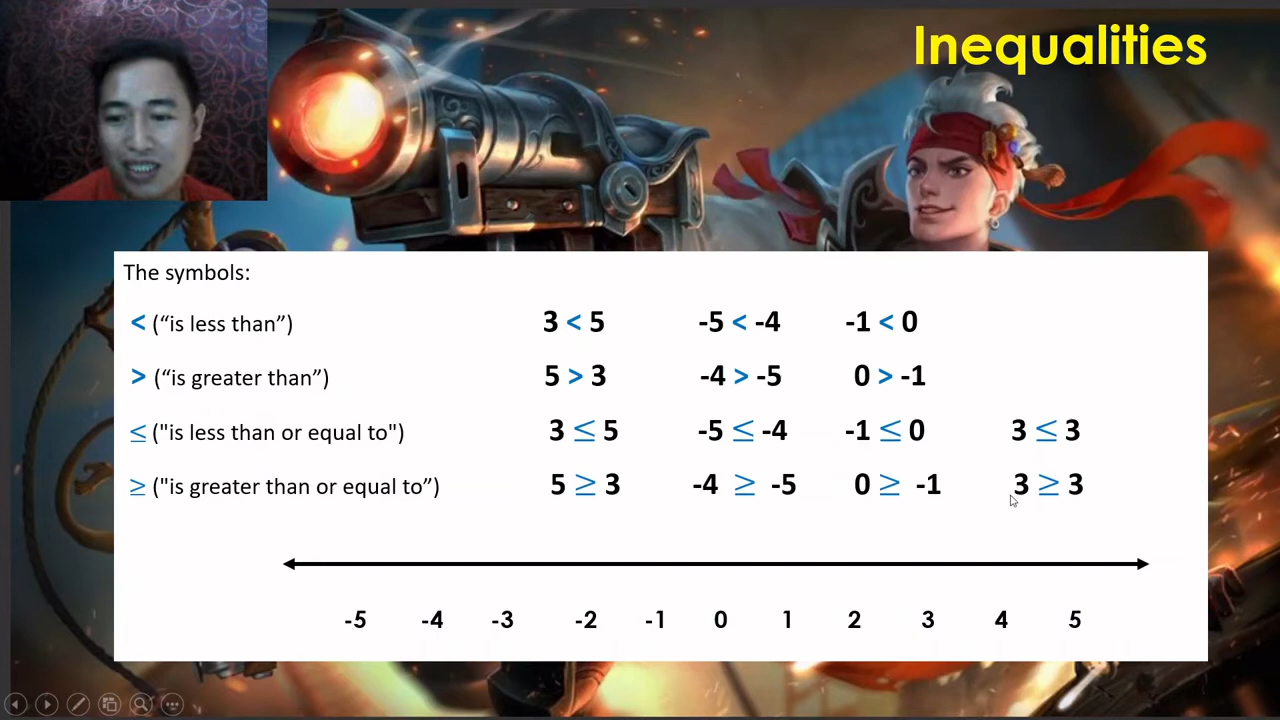 Inequalities
The symbols:
< (“is less than”) 3 < 5 -5 < -4 -1 < 0
> (“is greater than”) 5 > 3 -4 > -5 0 > -1
≤ ("is less than or equal to") 3 ≤ 5 -5 ≤ -4 -1 ≤ 0 3 ≤ 3
≥ ("is greater than or equal to”) 5 ≥ 3 -4 ≥ -5 0 ≥ -1 3 ≥ 3
-5 -4 -3 -2 -1 0 1 2 3 4 5